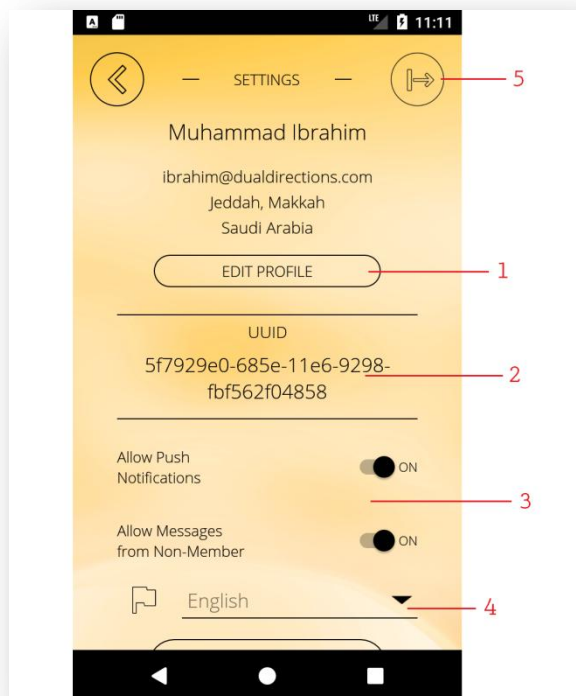 LTE 11:11
— SETTINGS —
5
Muhammad Ibrahim
ibrahim@dualdirections.com
Jeddah, Makkah
Saudi Arabia
EDIT PROFILE
1
UUID
5f7929e0-685e-11e6-9298-
fbf562f04858
2
Allow Push
Notifications
ON
3
Allow Messages
from Non-Member
ON
English
4